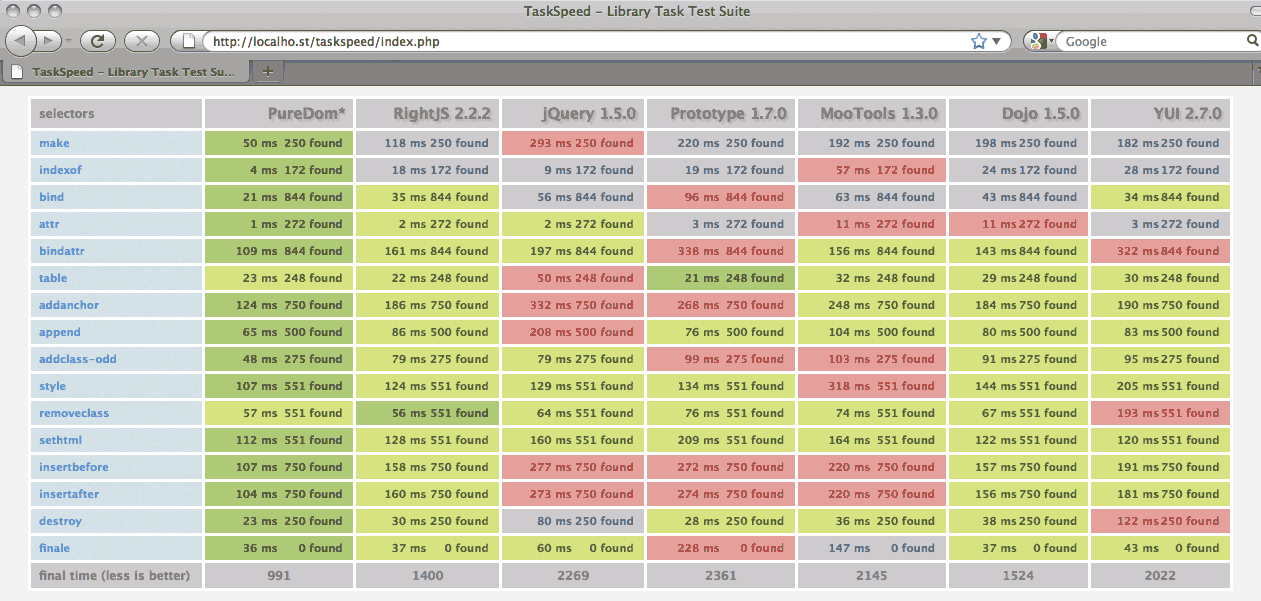 TaskSpeed – Library Task Test Suite
http://localho.st/taskspeed/index.php
Google
TaskSpeed – Library Task Test Su...
selectors PureDom* RightJS 2.2.2 jQuery 1.5.0 Prototype 1.7.0 MooTools 1.3.0 Dojo 1.5.0 YUI 2.7.0
make 50 ms 250 found 118 ms 250 found 293 ms 250 found 220 ms 250 found 192 ms 250 found 198 ms 250 found 182 ms 250 found
indexof 4 ms 172 found 18 ms 172 found 9 ms 172 found 19 ms 172 found 57 ms 172 found 24 ms 172 found 28 ms 172 found
bind 21 ms 844 found 35 ms 844 found 56 ms 844 found 96 ms 844 found 63 ms 844 found 43 ms 844 found 34 ms 844 found
attr 1 ms 272 found 2 ms 272 found 2 ms 272 found 3 ms 272 found 11 ms 272 found 11 ms 272 found 3 ms 272 found
bindattr 109 ms 844 found 161 ms 844 found 197 ms 844 found 338 ms 844 found 156 ms 844 found 143 ms 844 found 322 ms 844 found
table 23 ms 248 found 22 ms 248 found 50 ms 248 found 21 ms 248 found 32 ms 248 found 29 ms 248 found 30 ms 248 found
addanchor 124 ms 750 found 186 ms 750 found 332 ms 750 found 268 ms 750 found 248 ms 750 found 184 ms 750 found 190 ms 750 found
append 65 ms 500 found 86 ms 500 found 208 ms 500 found 76 ms 500 found 104 ms 500 found 80 ms 500 found 83 ms 500 found
addclass-odd 48 ms 275 found 79 ms 275 found 79 ms 275 found 99 ms 275 found 103 ms 275 found 91 ms 275 found 95 ms 275 found
style 107 ms 551 found 124 ms 551 found 129 ms 551 found 134 ms 551 found 318 ms 551 found 144 ms 551 found 205 ms 551 found
removeclass 57 ms 551 found 56 ms 551 found 64 ms 551 found 76 ms 551 found 74 ms 551 found 67 ms 551 found 193 ms 551 found
sethtml 112 ms 551 found 128 ms 551 found 160 ms 551 found 209 ms 551 found 164 ms 551 found 122 ms 551 found 120 ms 551 found
insertbefore 107 ms 750 found 158 ms 750 found 277 ms 750 found 272 ms 750 found 220 ms 750 found 157 ms 750 found 191 ms 750 found
insertafter 104 ms 750 found 160 ms 750 found 273 ms 750 found 274 ms 750 found 220 ms 750 found 156 ms 750 found 181 ms 750 found
destroy 23 ms 250 found 30 ms 250 found 80 ms 250 found 28 ms 250 found 36 ms 250 found 38 ms 250 found 122 ms 250 found
finale 36 ms 0 found 37 ms 0 found 60 ms 0 found 228 ms 0 found 147 ms 0 found 37 ms 0 found 43 ms 0 found
final time (less is better) 991 1400 2269 2361 2145 1524 2022